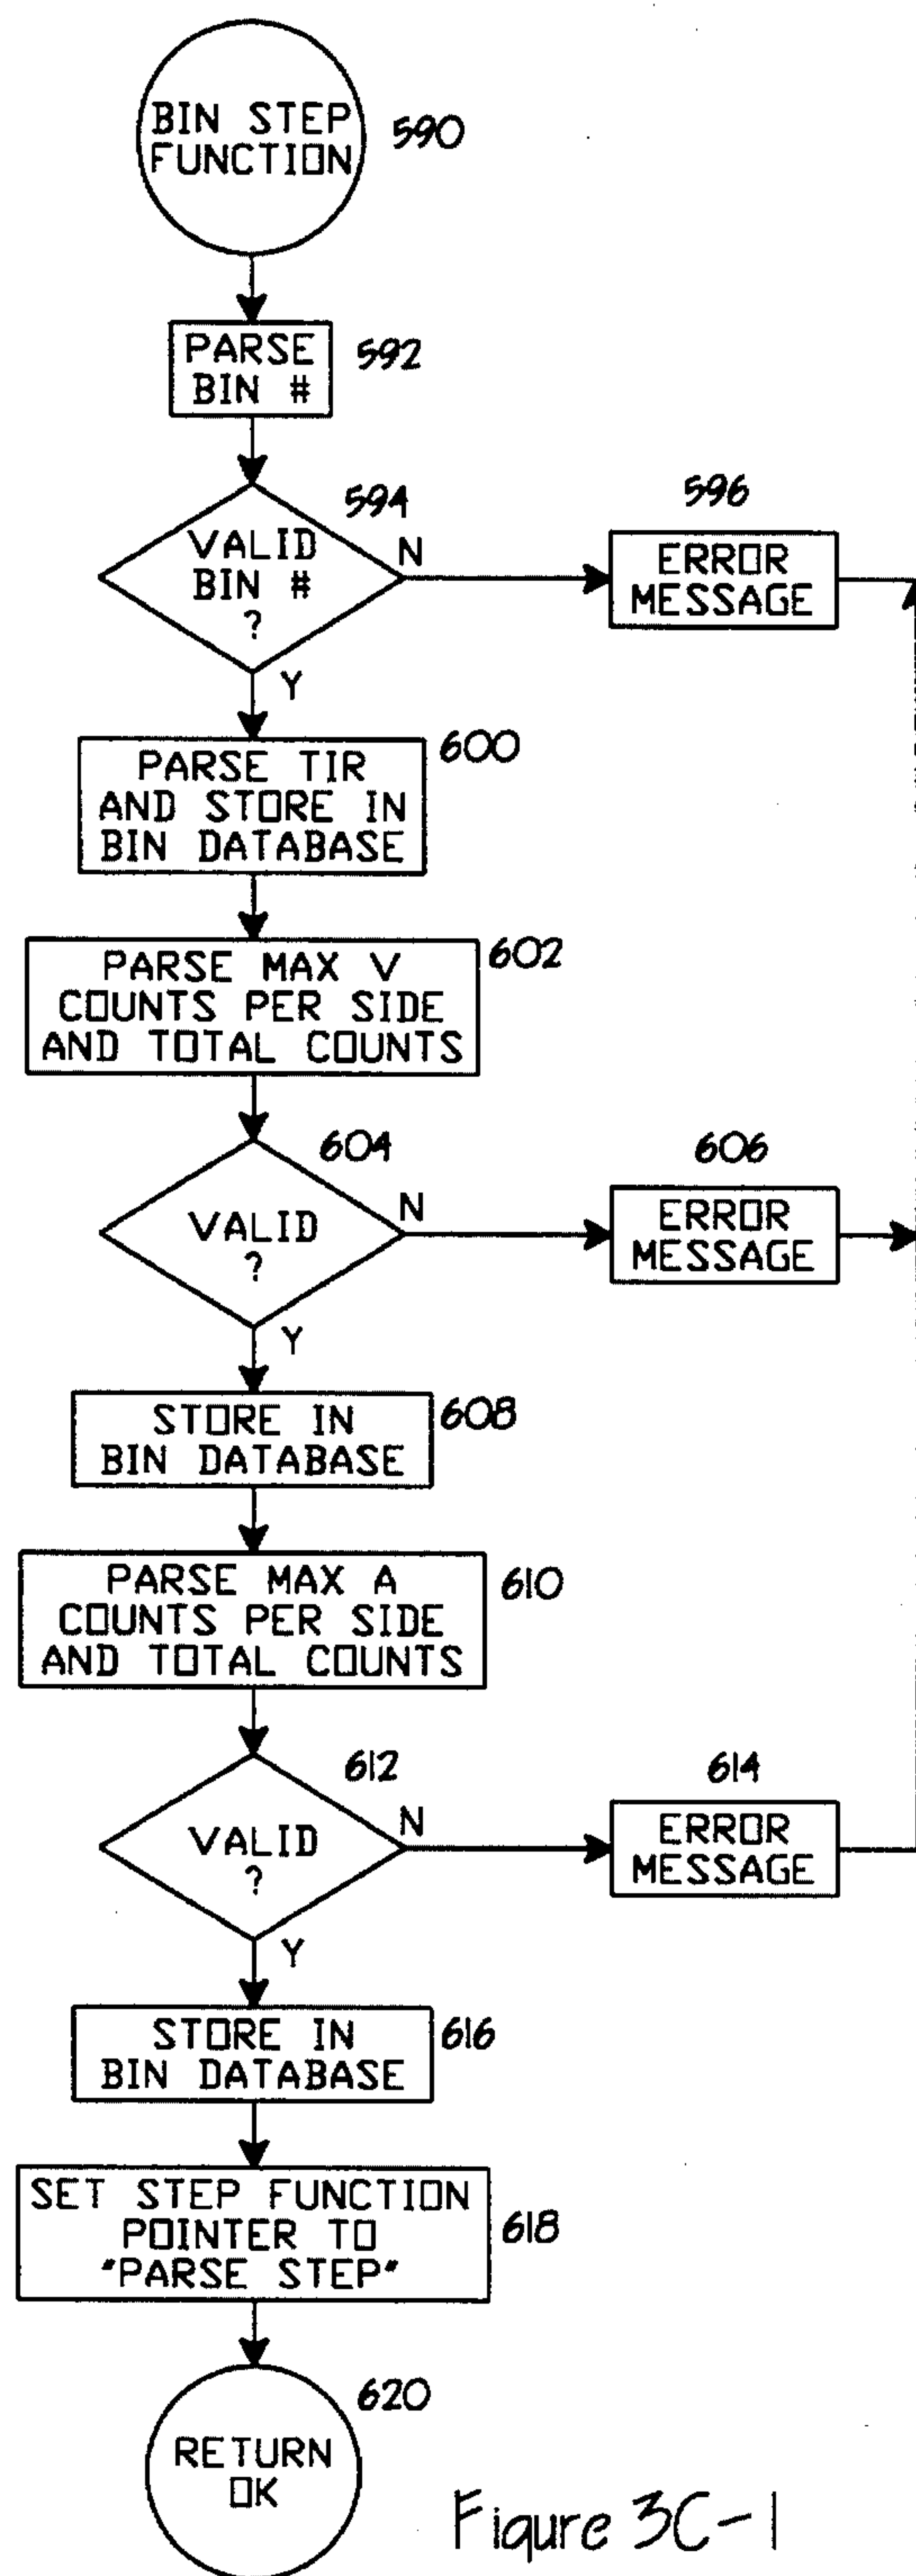 BIN STEP
FUNCTION
590
PARSE
BIN #
592
VALID
BIN #
?
594
N
Y
596
ERROR
MESSAGE
PARSE TIR
AND STORE IN
BIN DATABASE
600
PARSE MAX V
COUNTS PER SIDE
AND TOTAL COUNTS
602
VALID
?
604
N
Y
606
ERROR
MESSAGE
STORE IN
BIN DATABASE
608
PARSE MAX A
COUNTS PER SIDE
AND TOTAL COUNTS
610
VALID
?
612
N
Y
614
ERROR
MESSAGE
STORE IN
BIN DATABASE
616
SET STEP FUNCTION
POINTER TO
"PARSE STEP"
618
RETURN
OK
620
Figure 3C-1